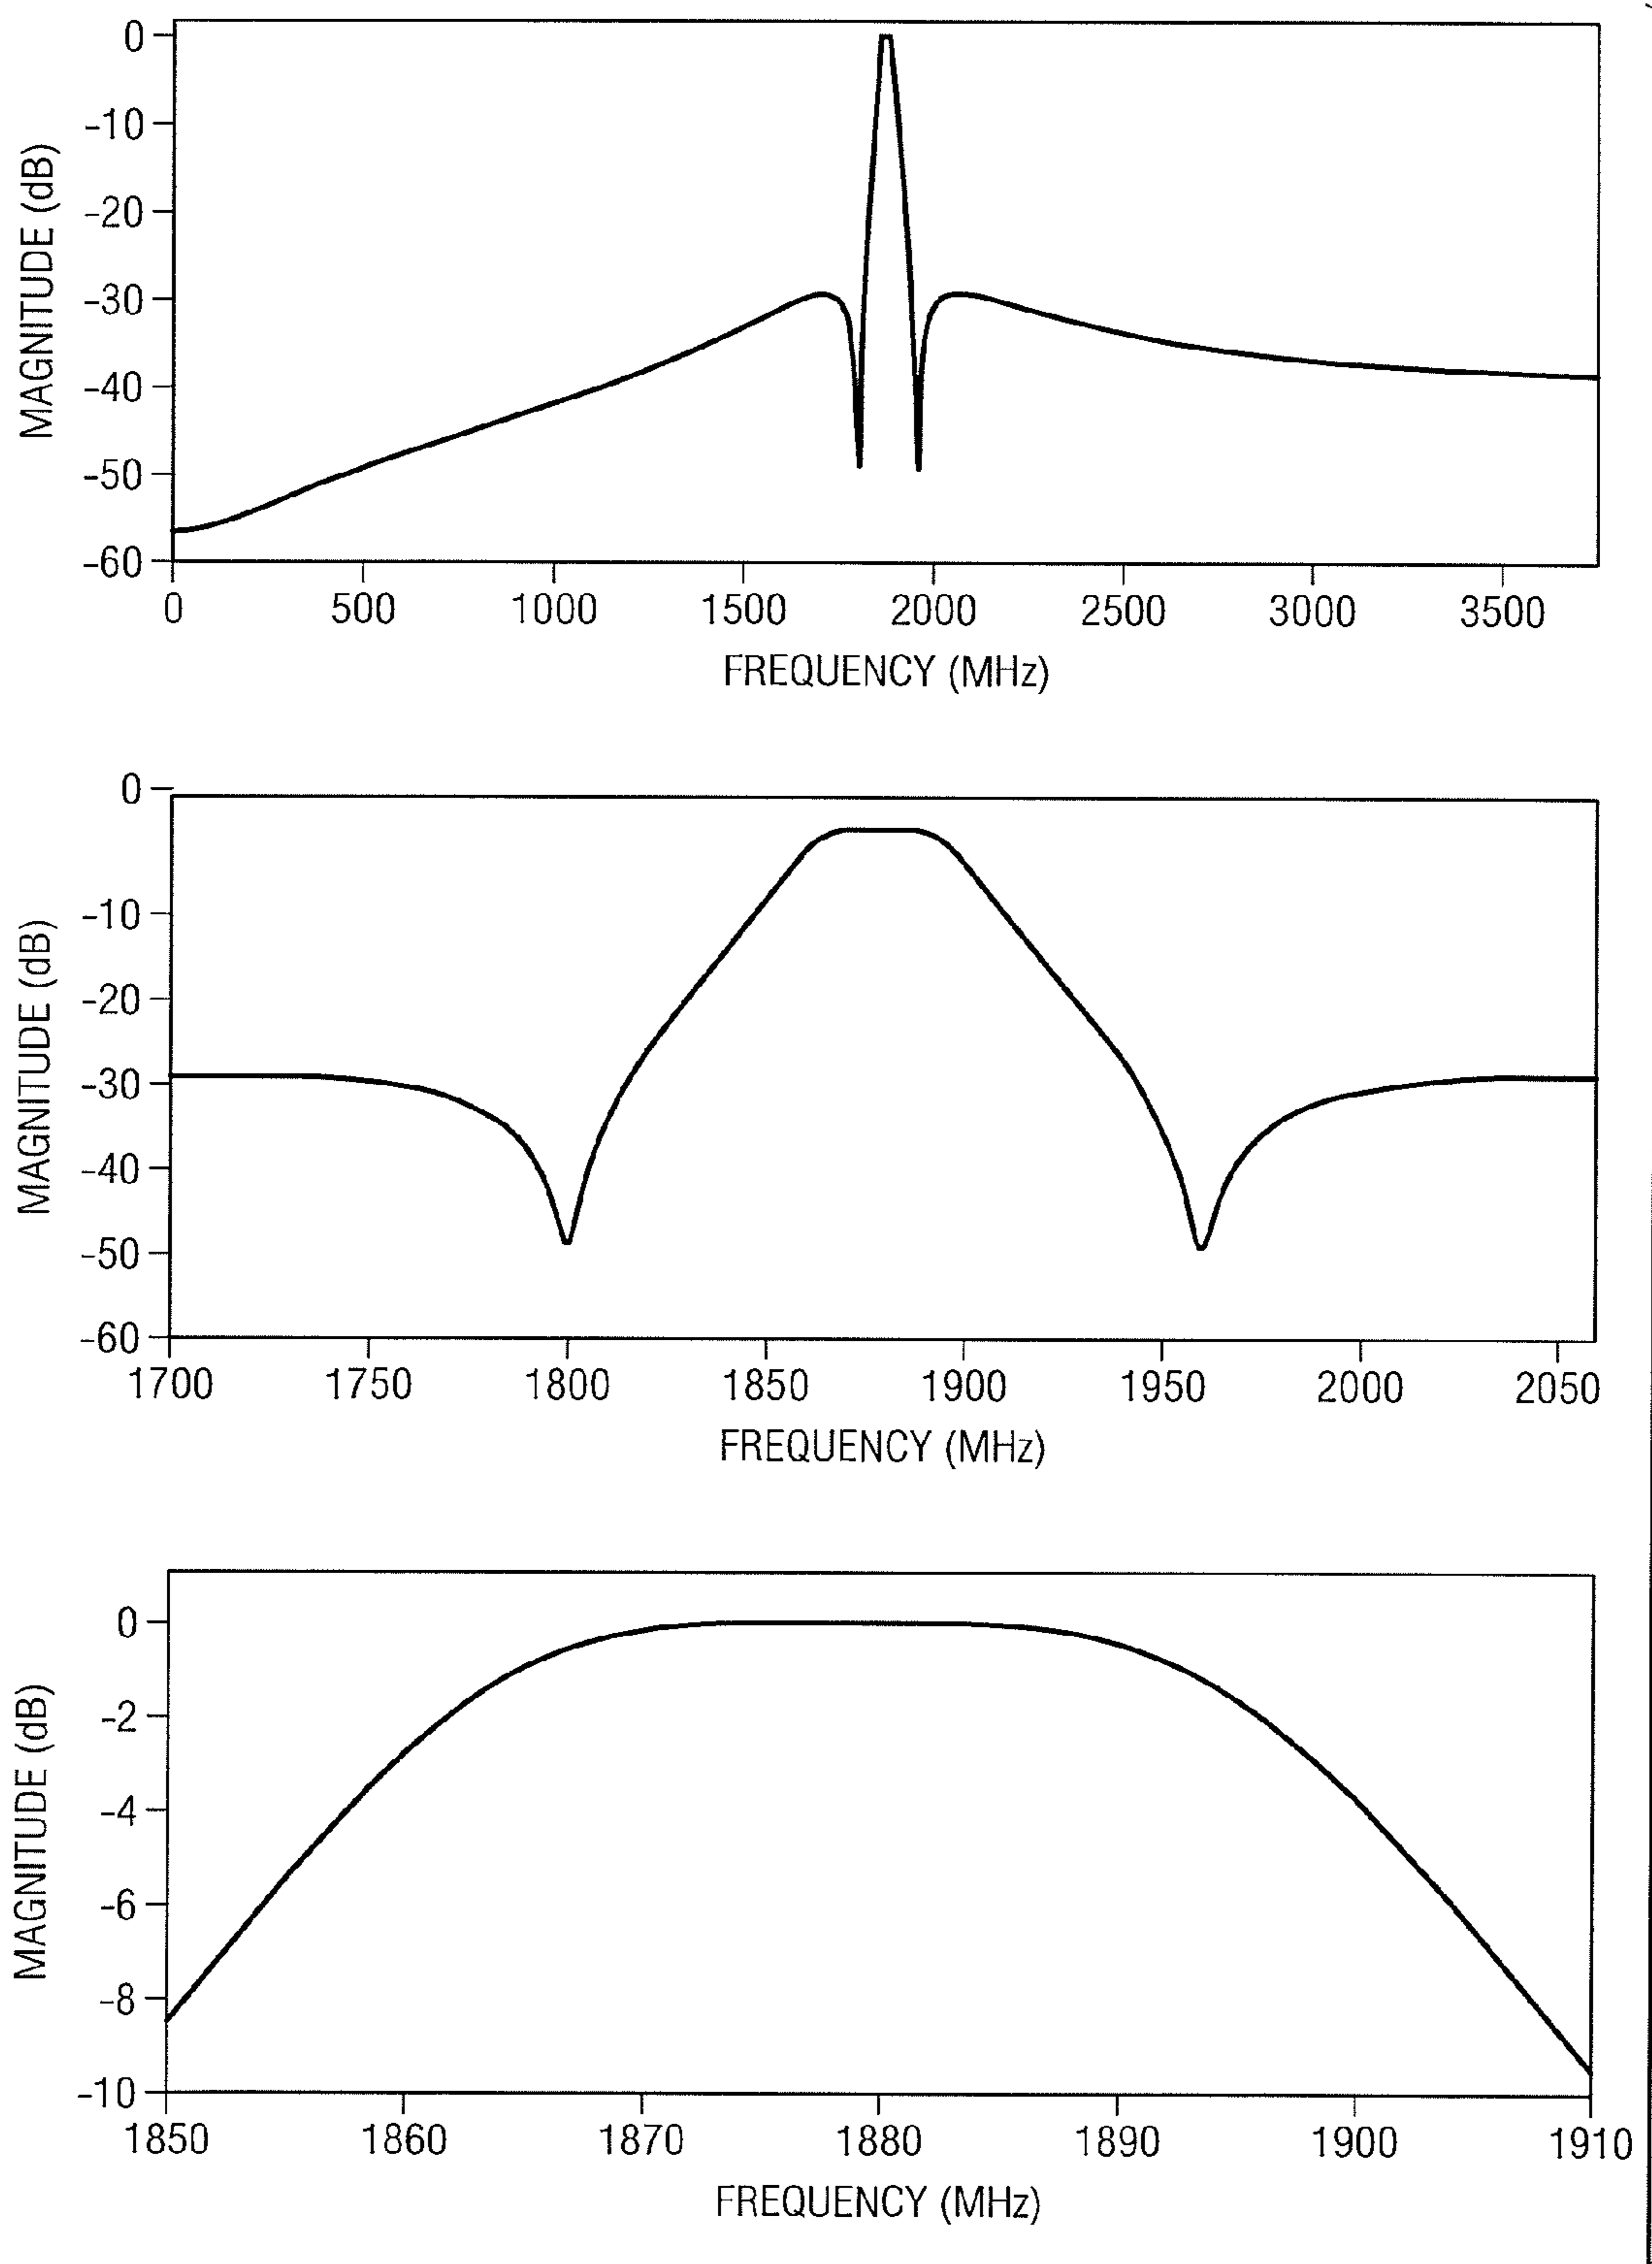 MAGNITUDE (dB)
0
-10
-20
-30
-40
-50
-60
0 500 1000 1500 2000 2500 3000 3500
FREQUENCY (MHz)
MAGNITUDE (dB)
0
-10
-20
-30
-40
-50
-60
1700 1750 1800 1850 1900 1950 2000 2050
FREQUENCY (MHz)
MAGNITUDE (dB)
0
-2
-4
-6
-8
-10
1850 1860 1870 1880 1890 1900 1910
FREQUENCY (MHz)